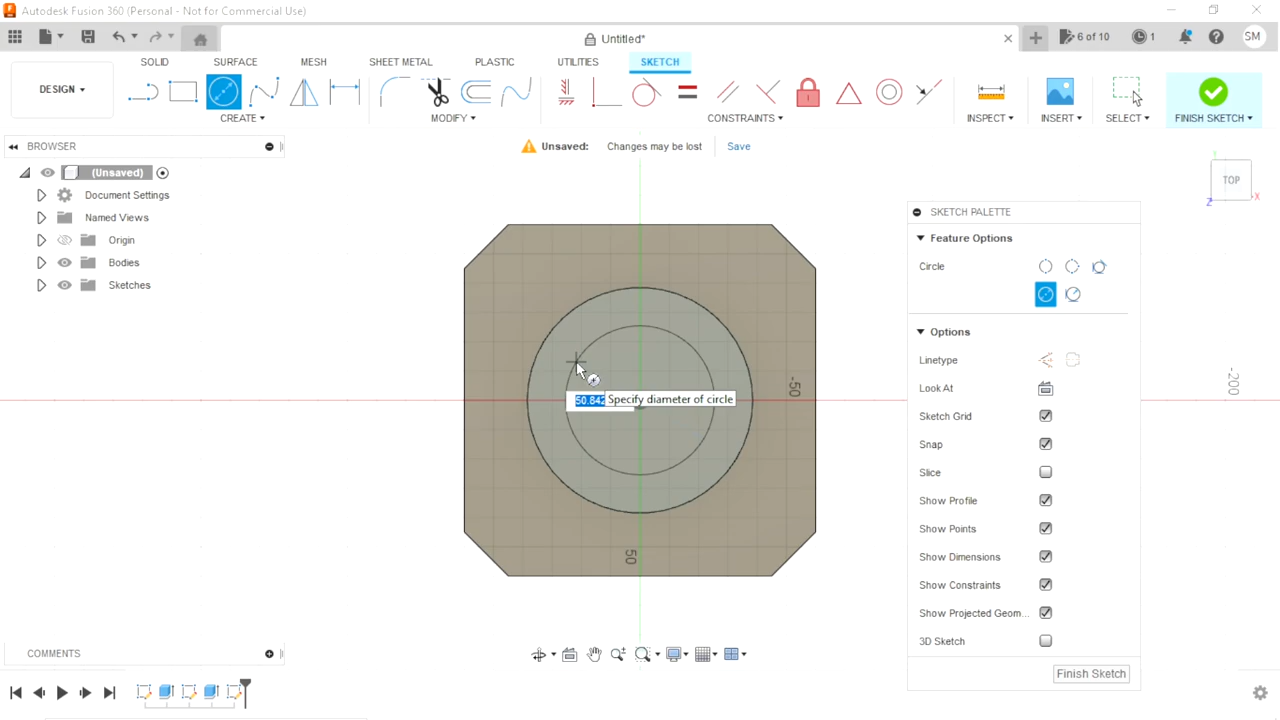 Autodesk Fusion 360 (Personal - Not for Commercial Use)
Untitled*
6 of 10
1
SM
DESIGN
SOLID
SURFACE
MESH
SHEET METAL
PLASTIC
UTILITIES
SKETCH
CREATE
MODIFY
CONSTRAINTS
INSPECT
INSERT
SELECT
FINISH SKETCH
BROWSER
Unsaved: Changes may be lost Save
(Unsaved)
Document Settings
Named Views
Origin
Bodies
Sketches
TOP
X
Z
SKETCH PALETTE
Feature Options
Circle
Options
Linetype
Look At
Sketch Grid
Snap
Slice
Show Profile
Show Points
Show Dimensions
Show Constraints
Show Projected Geom...
3D Sketch
Finish Sketch
50.842 Specify diameter of circle
-50
-200
50
COMMENTS